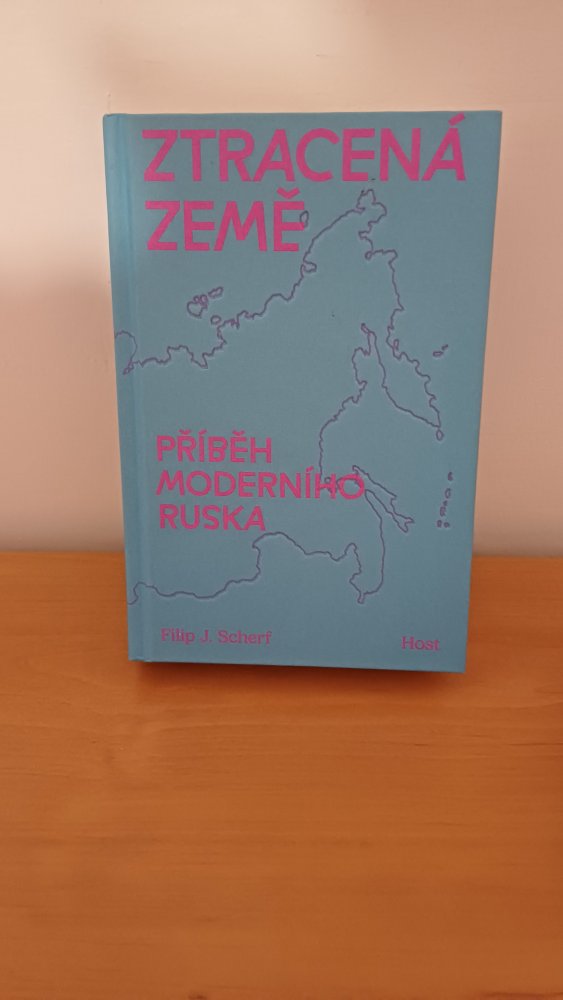 ZTRACENÁ
ZEMĚ
PŘÍBĚH
MODERNÍHO
RUSKA
Filip J. Scherf
Host